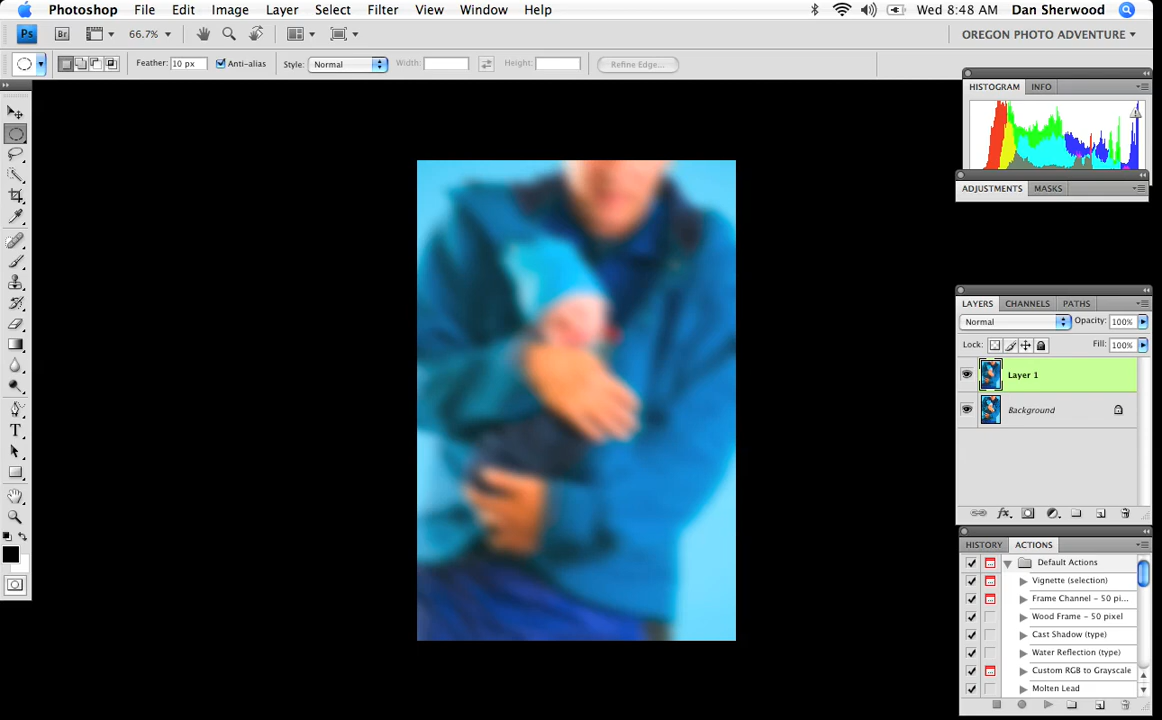 Photoshop File Edit Image Layer Select Filter View Window Help Wed 8:48 AM Dan Sherwood
Ps Br 66.7% OREGON PHOTO ADVENTURE
Feather: 10 px Anti-alias Style: Normal Width: Height: Refine Edge...
HISTOGRAM INFO
ADJUSTMENTS MASKS
LAYERS CHANNELS PATHS
Normal Opacity: 100%
Lock: Fill: 100%
Layer 1
Background
fx
HISTORY ACTIONS
Default Actions
Vignette (selection)
Frame Channel - 50 pi...
Wood Frame - 50 pixel
Cast Shadow (type)
Water Reflection (type)
Custom RGB to Grayscale
Molten Lead
T